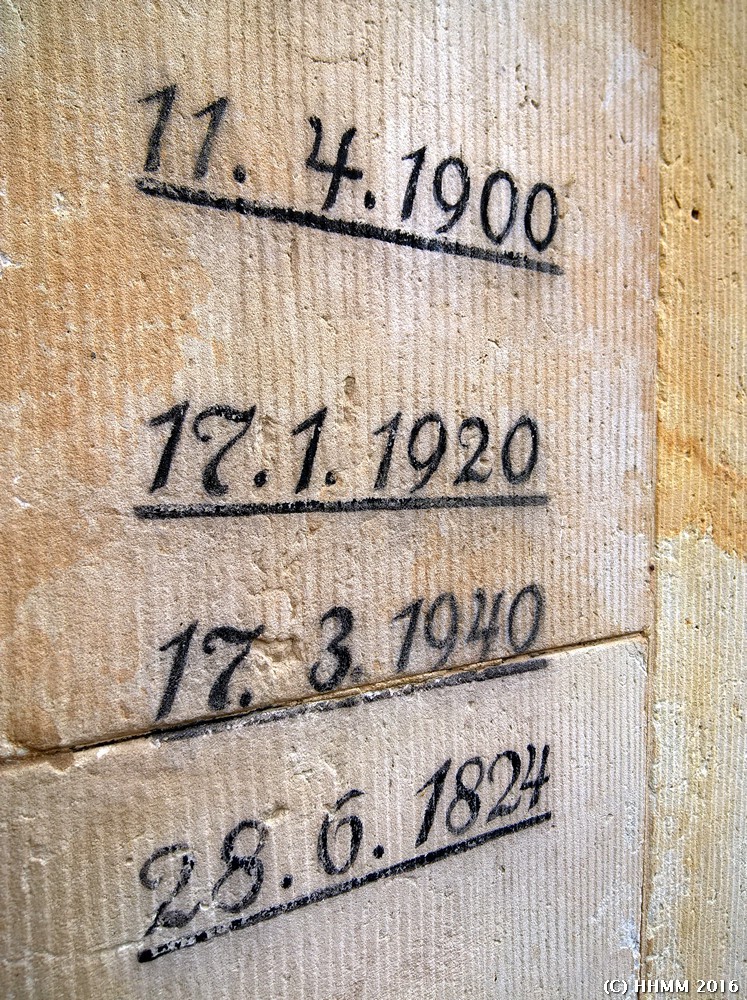 11. 4. 1900
17. 1. 1920
17. 3. 1940
28. 6. 1824
(C) HHMM 2016